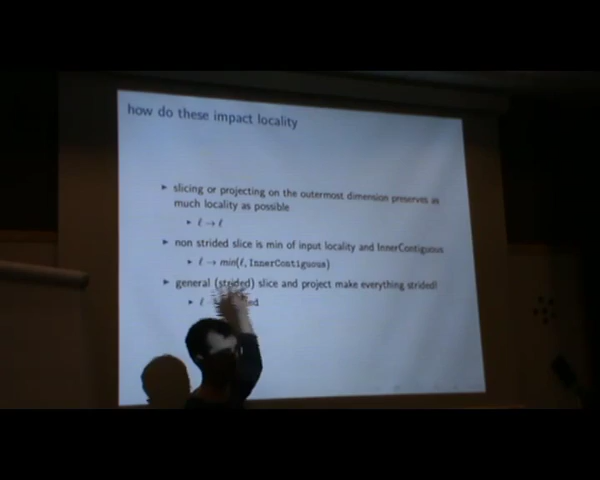 how do these impact locality
▸ slicing or projecting on the outermost dimension preserves as
much locality as possible
▸ ℓ → ℓ
▸ non strided slice is min of input locality and InnerContiguous
▸ ℓ → min(ℓ, InnerContiguous)
▸ general (strided) slice and project make everything strided!
▸ ℓ